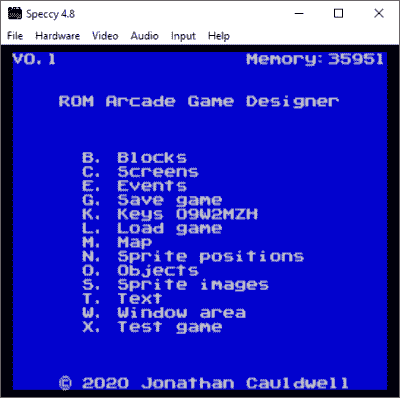 Speccy 4.8
File Hardware Video Audio Input Help
V0.1 Memory: 35951
ROM Arcade Game Designer
B. Blocks
C. Screens
E. Events
G. Save game
K. Keys O9W2MZH
L. Load game
M. Map
N. Sprite positions
O. Objects
S. Sprite images
T. Text
W. Window area
X. Test game
© 2020 Jonathan Cauldwell